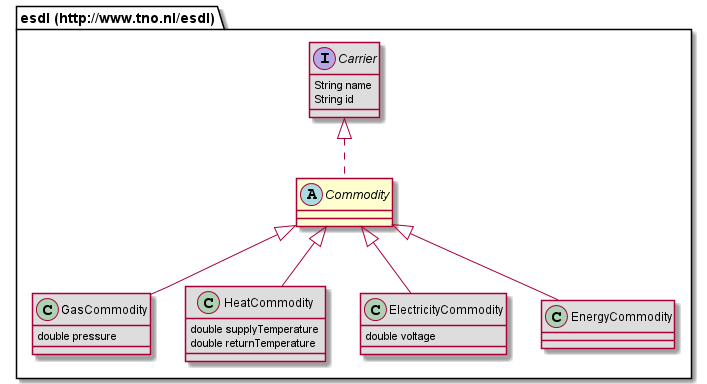 esdl (http://www.tno.nl/esdl)
I Carrier
String name
String id
A Commodity
C GasCommodity
double pressure
C HeatCommodity
double supplyTemperature
double returnTemperature
C ElectricityCommodity
double voltage
C EnergyCommodity